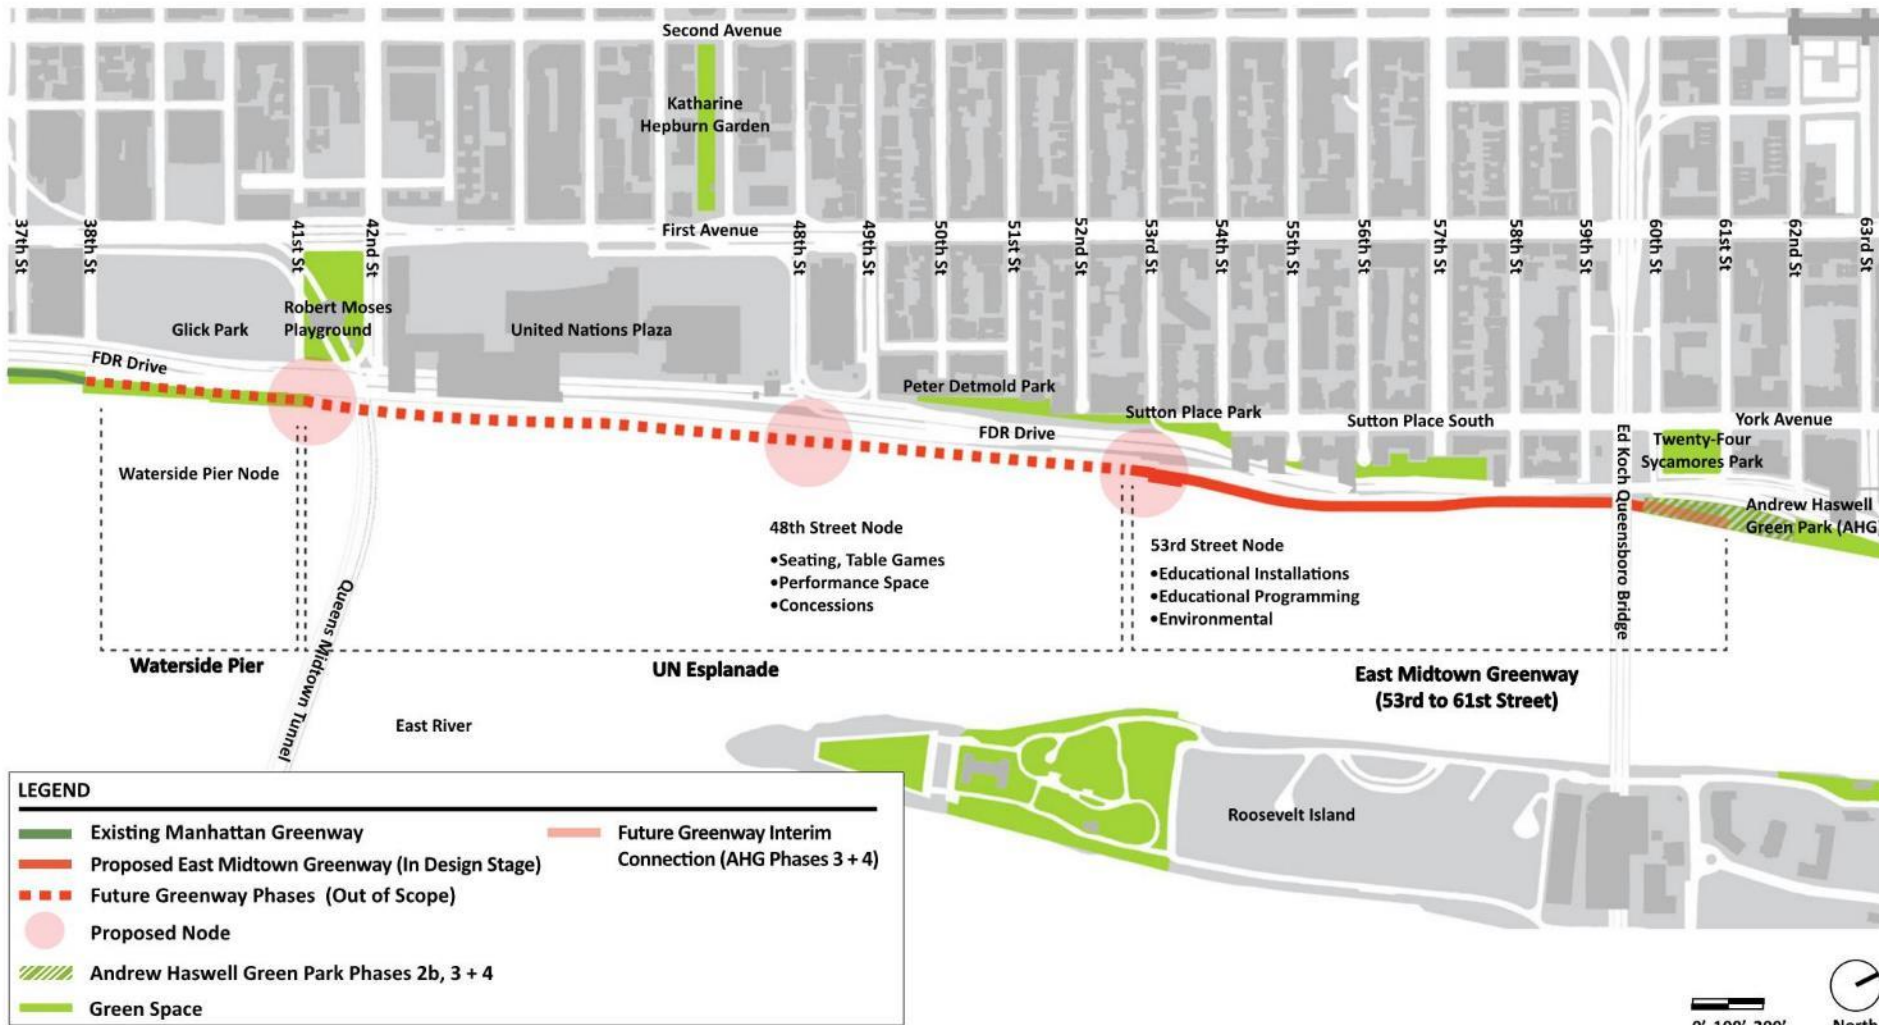 Second Avenue
Katharine
Hepburn Garden
First Avenue
37th St
38th St
41st St
42nd St
48th St
49th St
50th St
51st St
52nd St
53rd St
54th St
55th St
56th St
57th St
58th St
59th St
60th St
61st St
62nd St
63rd St
Glick Park
Robert Moses
Playground
United Nations Plaza
FDR Drive
Peter Detmold Park
Sutton Place Park
Sutton Place South
York Avenue
FDR Drive
Twenty-Four
Sycamores Park
Ed Koch Queensboro Bridge
Andrew Haswell
Green Park (AHG)
Waterside Pier Node
48th Street Node
•Seating, Table Games
•Performance Space
•Concessions
53rd Street Node
•Educational Installations
•Educational Programming
•Environmental
Queens Midtown Tunnel
Waterside Pier
UN Esplanade
East Midtown Greenway
(53rd to 61st Street)
East River
Roosevelt Island
LEGEND
Existing Manhattan Greenway
Proposed East Midtown Greenway (In Design Stage)
Future Greenway Phases (Out of Scope)
Proposed Node
Andrew Haswell Green Park Phases 2b, 3 + 4
Green Space
Future Greenway Interim
Connection (AHG Phases 3 + 4)
0' 100' 200'
North